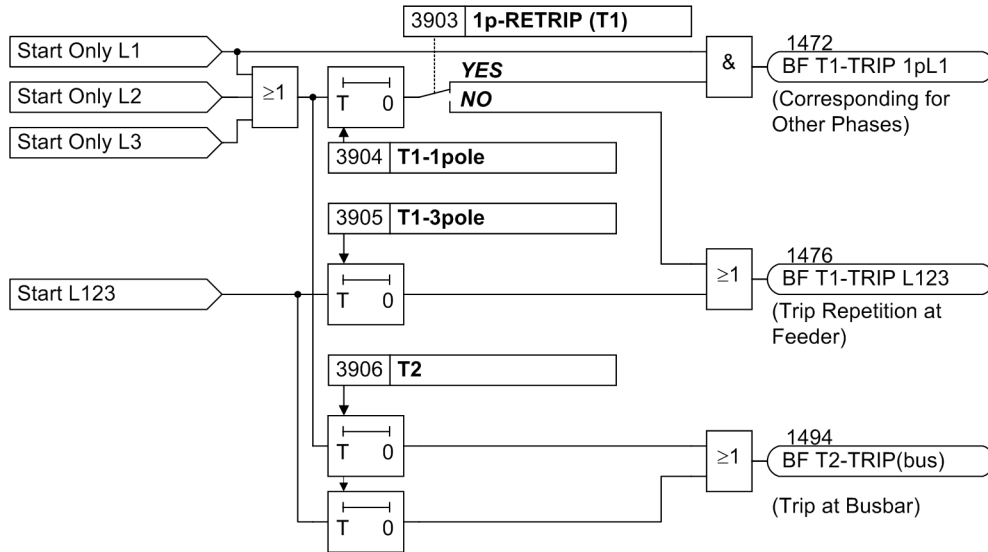 3903 1p-RETRIP (T1)
Start Only L1
YES
1472
BF T1-TRIP 1pL1
&
Start Only L2
≥1
T 0
NO
(Corresponding for
Other Phases)
Start Only L3
3904 T1-1pole
3905 T1-3pole
1476
BF T1-TRIP L123
Start L123
T 0
≥1
(Trip Repetition at
Feeder)
3906 T2
1494
T 0
≥1
BF T2-TRIP(bus)
(Trip at Busbar)
T 0